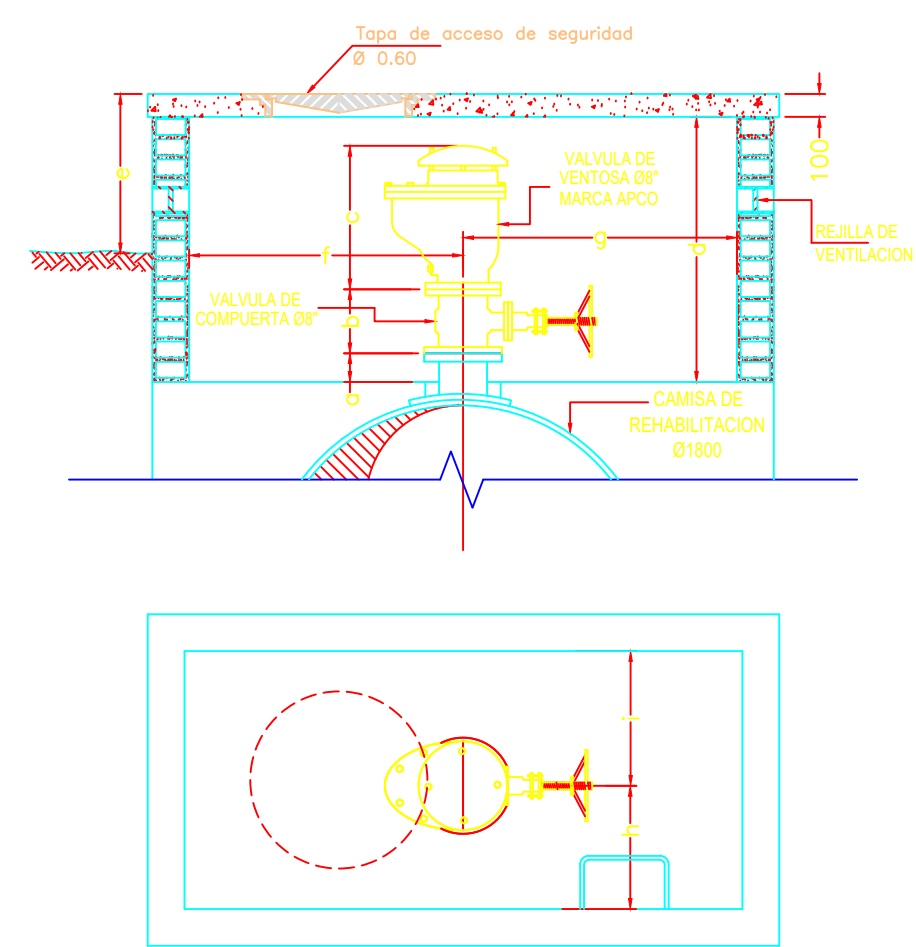 Tapa de acceso de seguridad
Ø 0.60
e
c
VALVULA DE
VENTOSA Ø8"
MARCA APCO
100
REJILLA DE
VENTILACION
f
g
d
VALVULA DE
COMPUERTA Ø8"
b
a
CAMISA DE
REHABILITACION
Ø1800
i
h